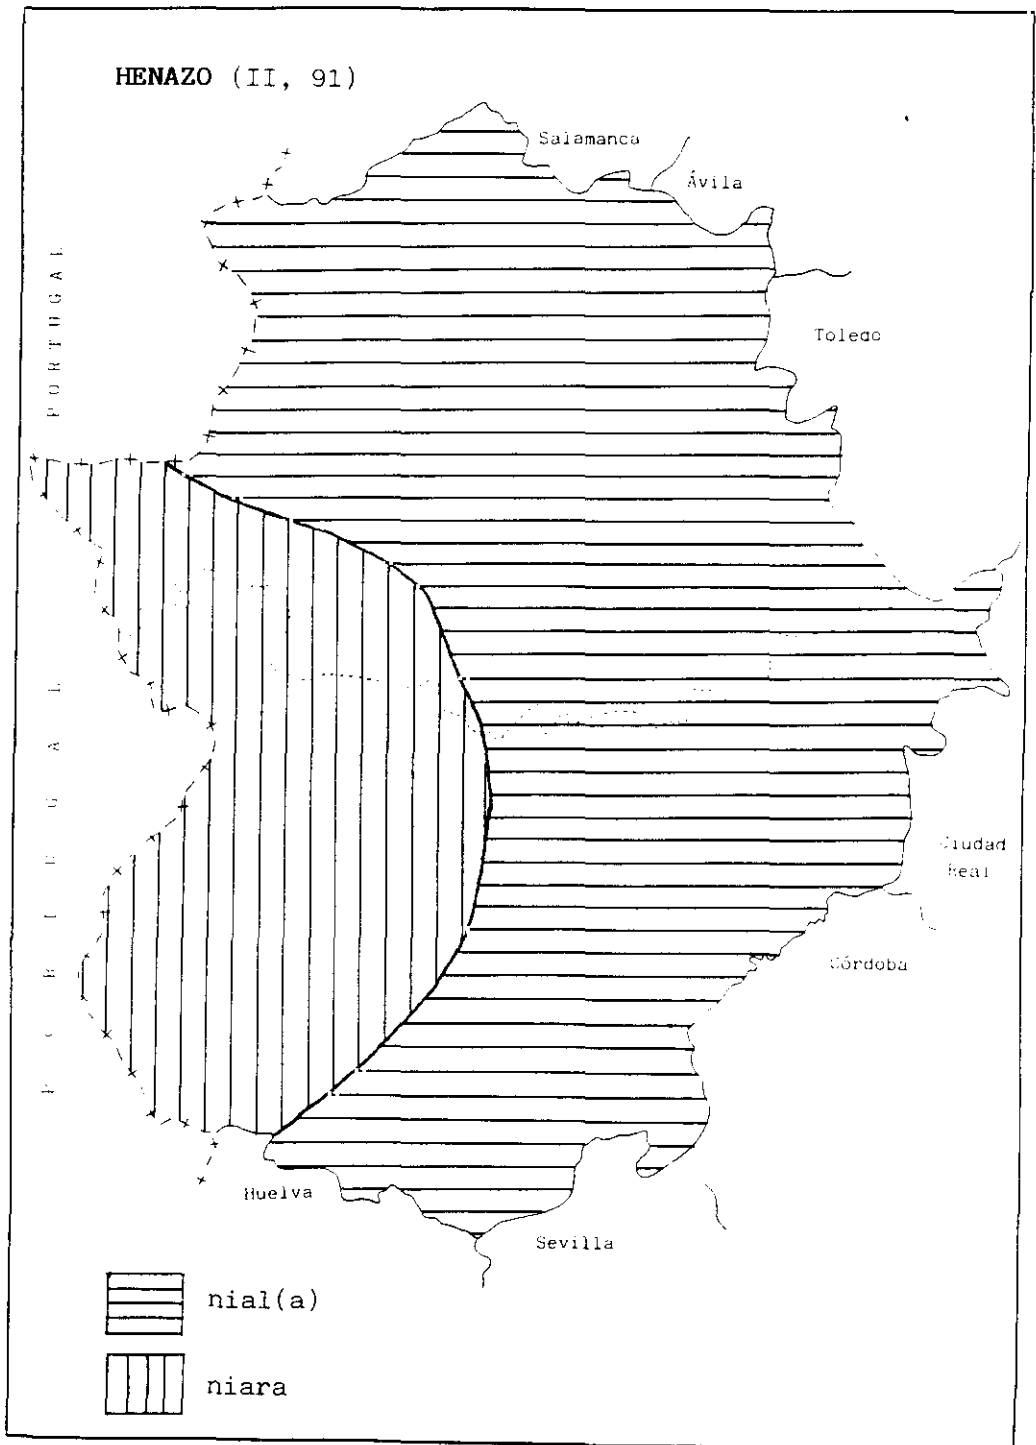 HENAZO (II, 91)
Salamanca
Ávila
PORTUGAL
Toledo
PORTUGAL
Ciudad
Real
Córdoba
Huelva
Sevilla
nial(a)
niara